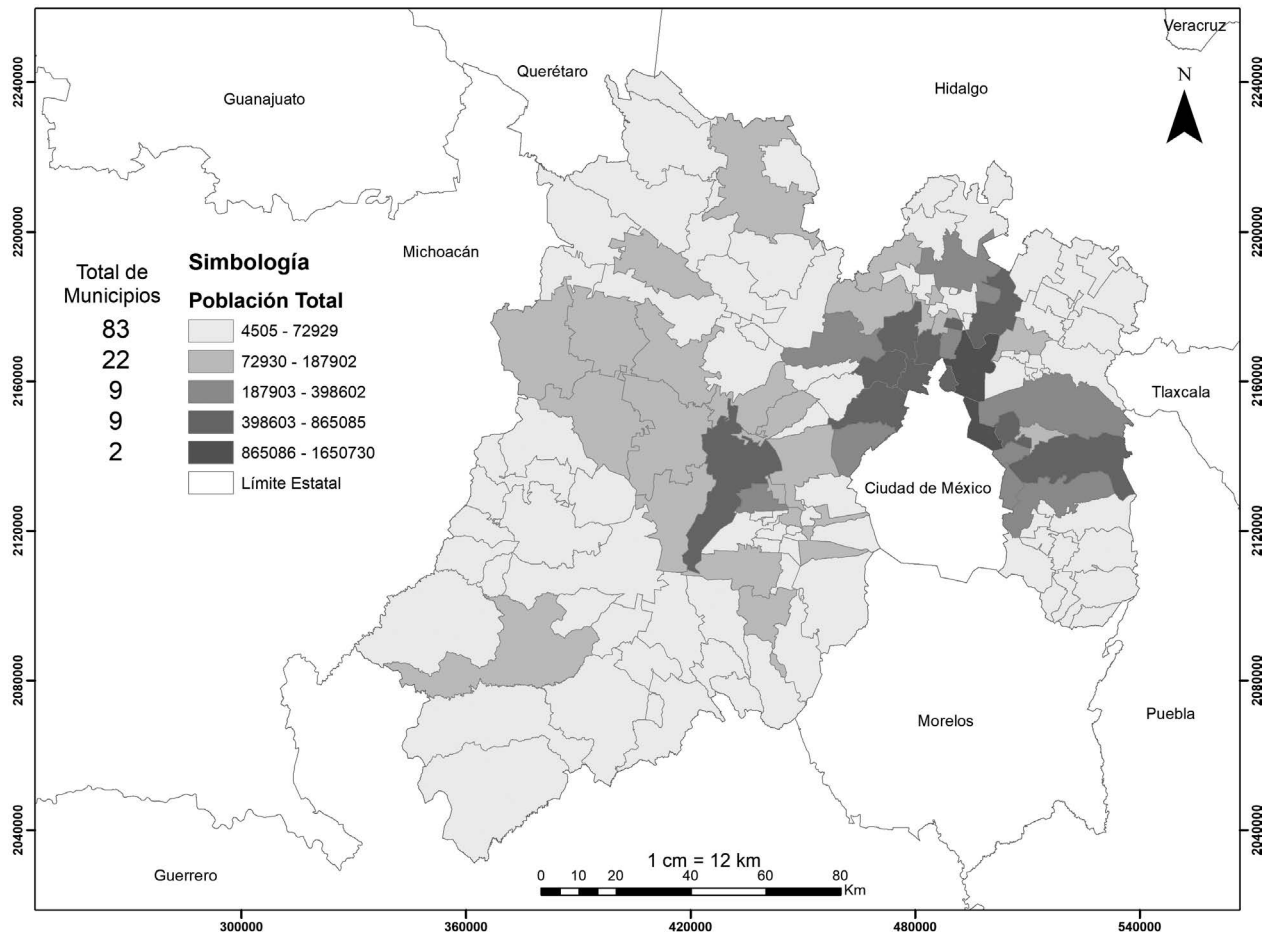 Veracruz
Querétaro
Guanajuato
Hidalgo
N
2240000
2240000
2200000
2200000
Michoacán
Total de
Municipios
83
22
9
9
2
Simbología
Población Total
4505 - 72929
72930 - 187902
187903 - 398602
398603 - 865085
865086 - 1650730
Límite Estatal
2160000
2160000
Tlaxcala
Ciudad de México
2120000
2120000
2080000
2080000
Morelos
Puebla
2040000
2040000
Guerrero
1 cm = 12 km
0 10 20 40 60 80
Km
300000 360000 420000 480000 540000